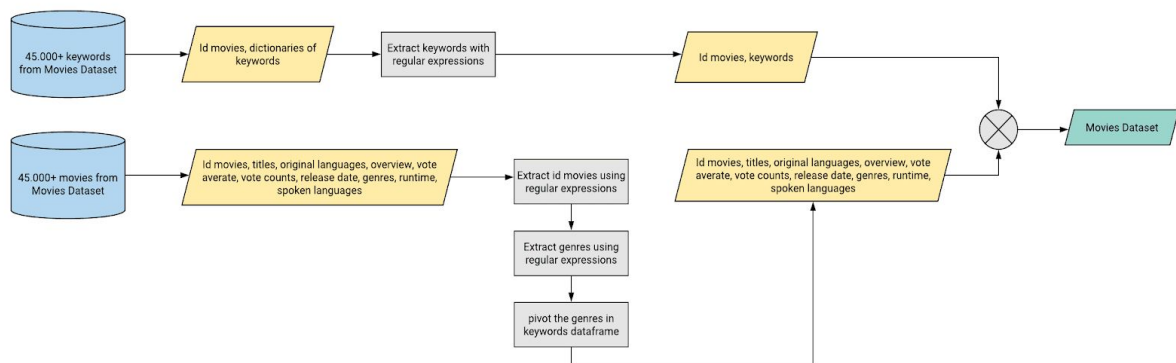 45.000+ keywords
from Movies Dataset
Id movies, dictionaries of
keywords
Extract keywords with
regular expressions
Id movies, keywords
Movies Dataset
45.000+ movies from
Movies Dataset
Id movies, titles, original languages, overview, vote
averate, vote counts, release date, genres, runtime,
spoken languages
Extract id movies using
regular expressions
Extract genres using
regular expressions
pivot the genres in
keywords dataframe
Id movies, titles, original languages, overview, vote
averate, vote counts, release date, genres, runtime,
spoken languages